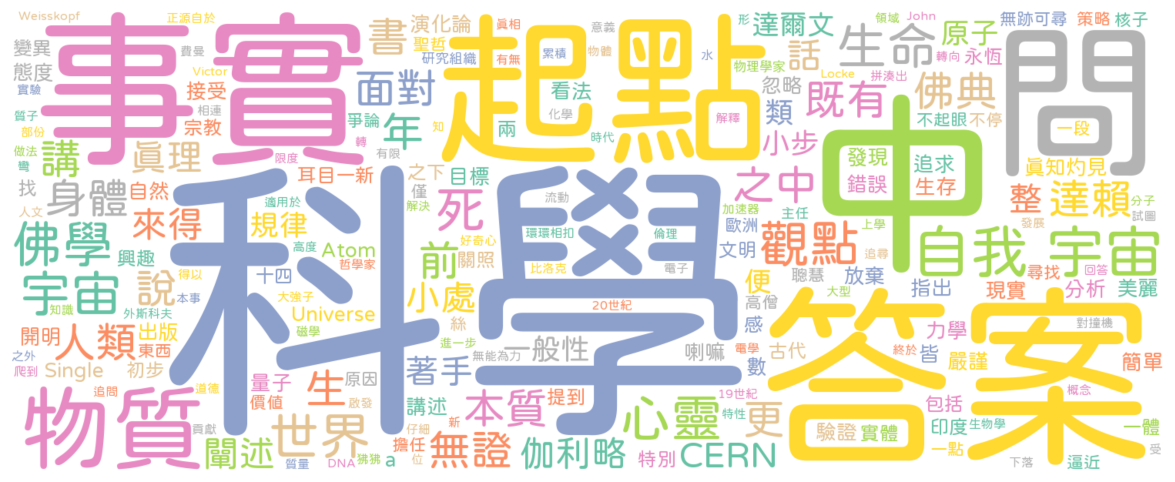 Weisskopf
正源自於
變異
態度
實驗
費曼
Victor
接受
相連
宗教
質子
部份
做法
彎
講
眞理
事實
限度
耳目一新
找
身體
自然
人文
適用於
佛學
興趣
來得
規律
高度
Atom
哲學家
宇宙
說
得以
本事
十四
大強子
Universe
知識
外斯科夫
磁學
開明
人類
出版
東西
之外
爬到
Single
初步
量子
原因
價值
啟發
追問
道德
物質
貢獻
闡述
質量
世界
DNA
狒狒
a
生
講述
仔細
擔任
位
書
演化論
聖哲
眞相
研究組織
有無
面對
年
爭論
轉
有限
知
兩
之下
目標
僅
解決
死
前
好奇心
關照
小處
比洛克
絲
進一步
一般性
無能為力
著手
本質
提到
新
無證
伽利略
特別
起點
累積
意義
物體
看法
化學
時代
水
解釋
形
達爾文
話
物理學家
忽略
類
小步
科學
流動
環環相扣
倫理
電子
20世紀
喇嘛
電學
19世紀
特性
心靈
更
CERN
之中
加速器
主任
歐洲
文明
觀點
便
聰慧
高僧
放棄
感
古代
數
領域
John
轉向
生命
原子
永恆
無跡可尋
策略
核子
Locke
拼湊出
既有
佛典
不起眼
不停
中
發現
錯誤
追求
生存
問
一段
眞知灼見
整
達賴
分子
試圖
發展
上學
追尋
自我
宇宙
尋找
回答
大型
指出
現實
分析
美麗
對撞機
力學
終於
皆
嚴謹
簡單
概念
答案
包括
驗證
實體
印度
生物學
一點
一體
下落
逼近
受